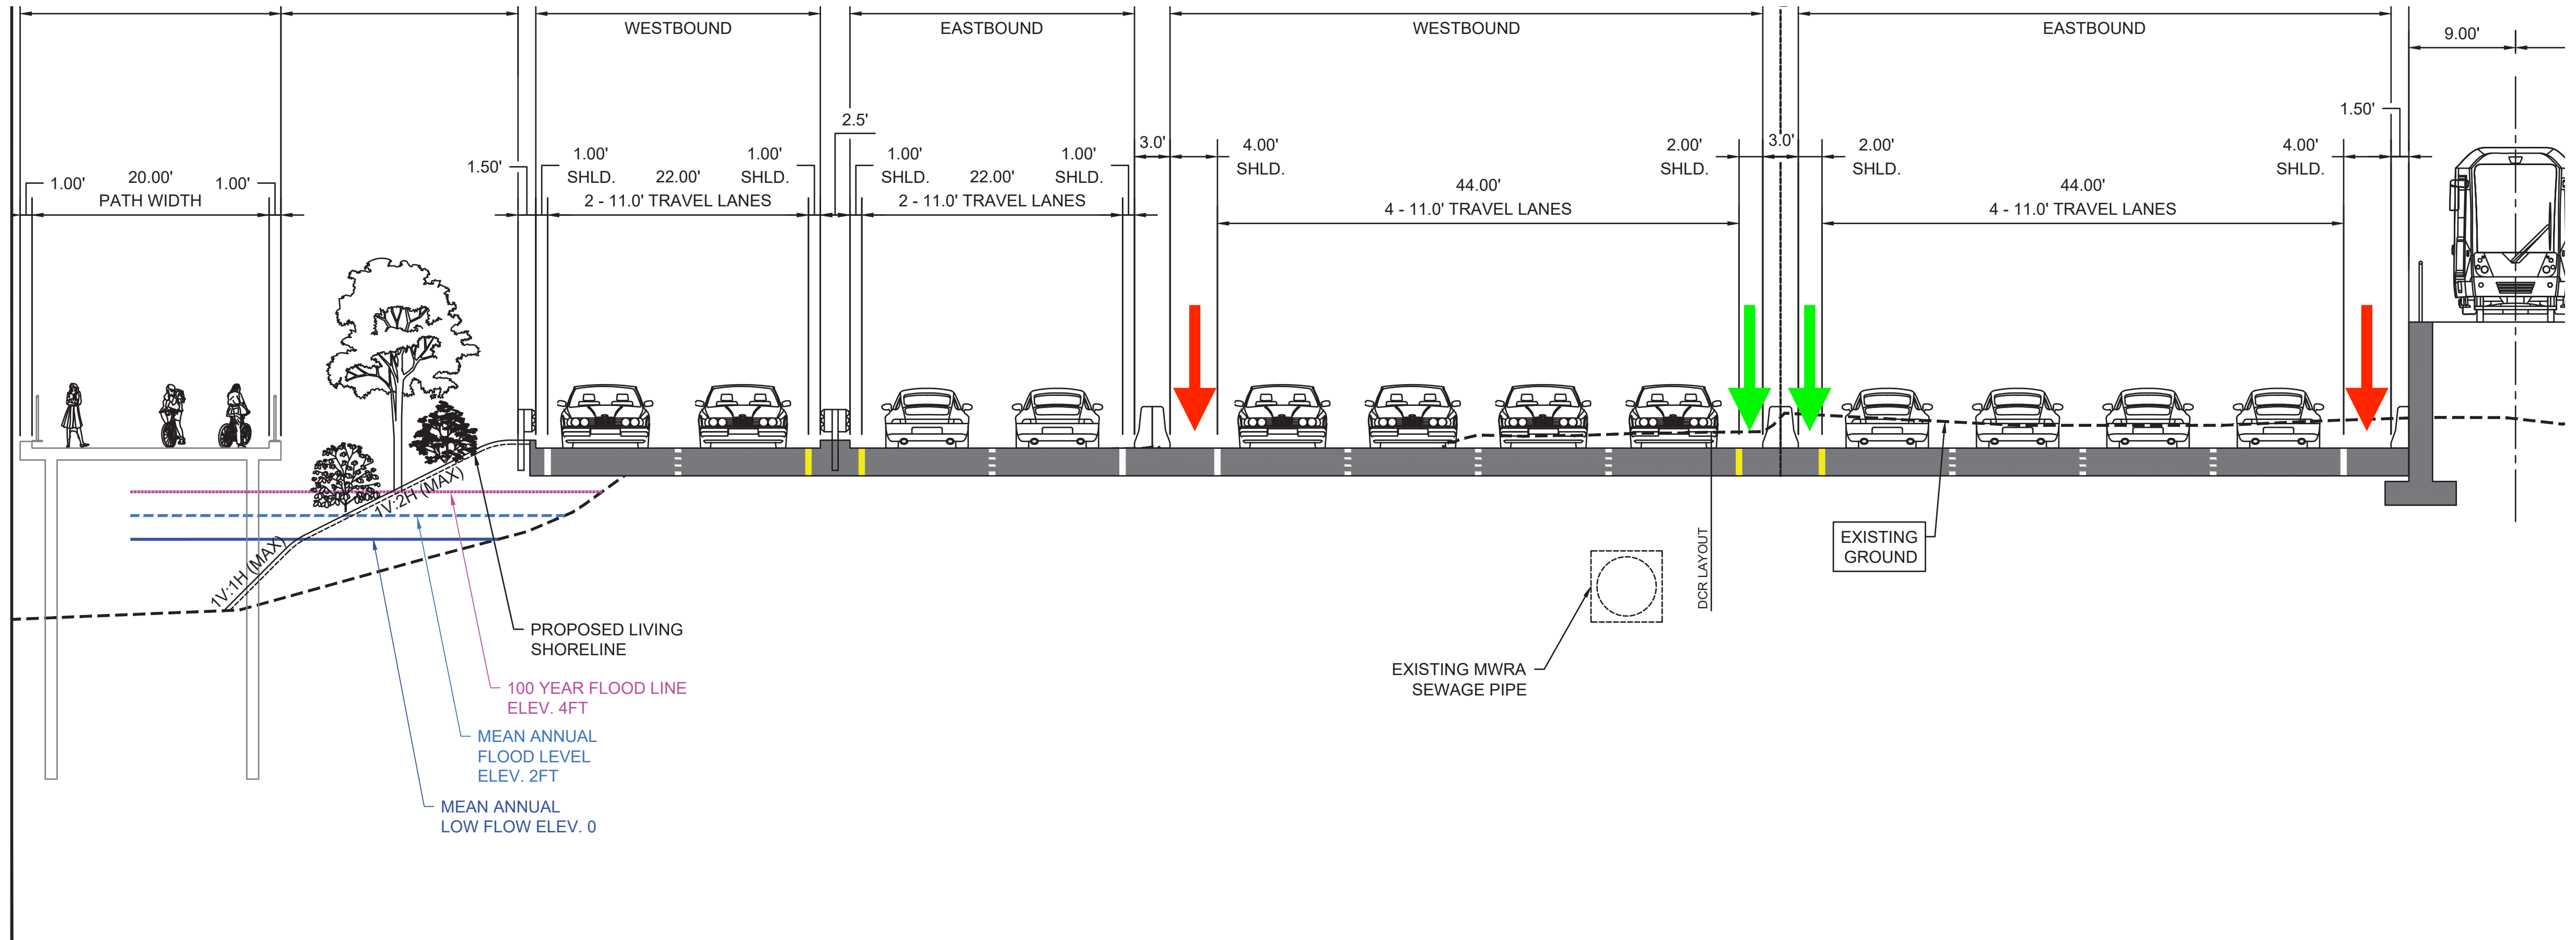 WESTBOUND
EASTBOUND
WESTBOUND
EASTBOUND
9.00'
1.00'
20.00'
PATH WIDTH
1.00'
1.50'
1.00'
SHLD.
22.00'
2 - 11.0' TRAVEL LANES
1.00'
SHLD.
2.5'
1.00'
SHLD.
22.00'
2 - 11.0' TRAVEL LANES
1.00'
SHLD.
3.0'
4.00'
SHLD.
44.00'
4 - 11.0' TRAVEL LANES
2.00'
SHLD.
3.0'
2.00'
SHLD.
44.00'
4 - 11.0' TRAVEL LANES
4.00'
SHLD.
1.50'
1V:2H (MAX)
1V:1H (MAX)
EXISTING
GROUND
DCR LAYOUT
PROPOSED LIVING
SHORELINE
EXISTING MWRA
SEWAGE PIPE
100 YEAR FLOOD LINE
ELEV. 4FT
MEAN ANNUAL
FLOOD LEVEL
ELEV. 2FT
MEAN ANNUAL
LOW FLOW ELEV. 0